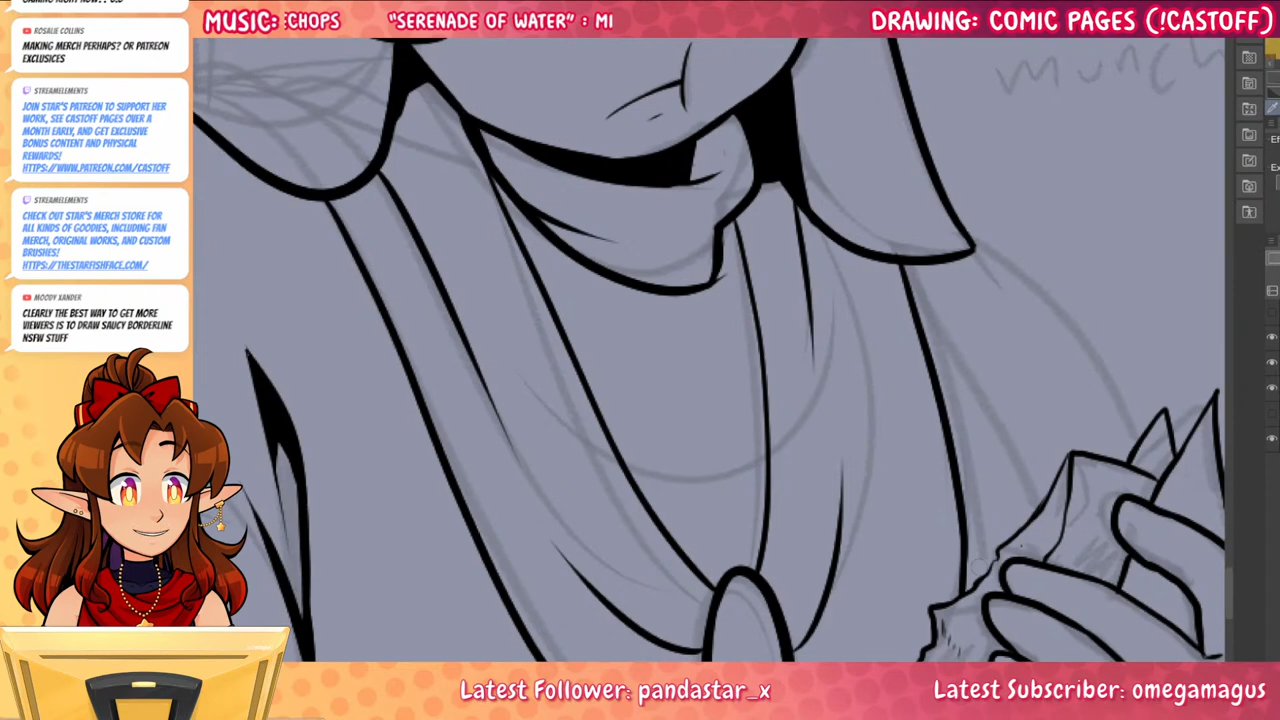 MUSIC: CHOPS "SERENADE OF WATER" : MI
DRAWING: COMIC PAGES (!CASTOFF)
ROSALIE COLLINS
MAKING MERCH PERHAPS? OR PATREON
EXCLUSICES
STREAMELEMENTS
JOIN STAR'S PATREON TO SUPPORT HER
WORK, SEE CASTOFF PAGES OVER A
MONTH EARLY, AND GET EXCLUSIVE
BONUS CONTENT AND PHYSICAL
REWARDS!
HTTPS://WWW.PATREON.COM/CASTOFF
STREAMELEMENTS
CHECK OUT STAR'S MERCH STORE FOR
ALL KINDS OF GOODIES, INCLUDING FAN
MERCH, ORIGINAL WORKS, AND CUSTOM
BRUSHES!
HTTPS://THESTARFISHFACE.COM/
MOODY XANDER
CLEARLY THE BEST WAY TO GET MORE
VIEWERS IS TO DRAW SAUCY BORDERLINE
NSFW STUFF
munch
Latest Follower: pandastar_x
Latest Subscriber: omegamagus